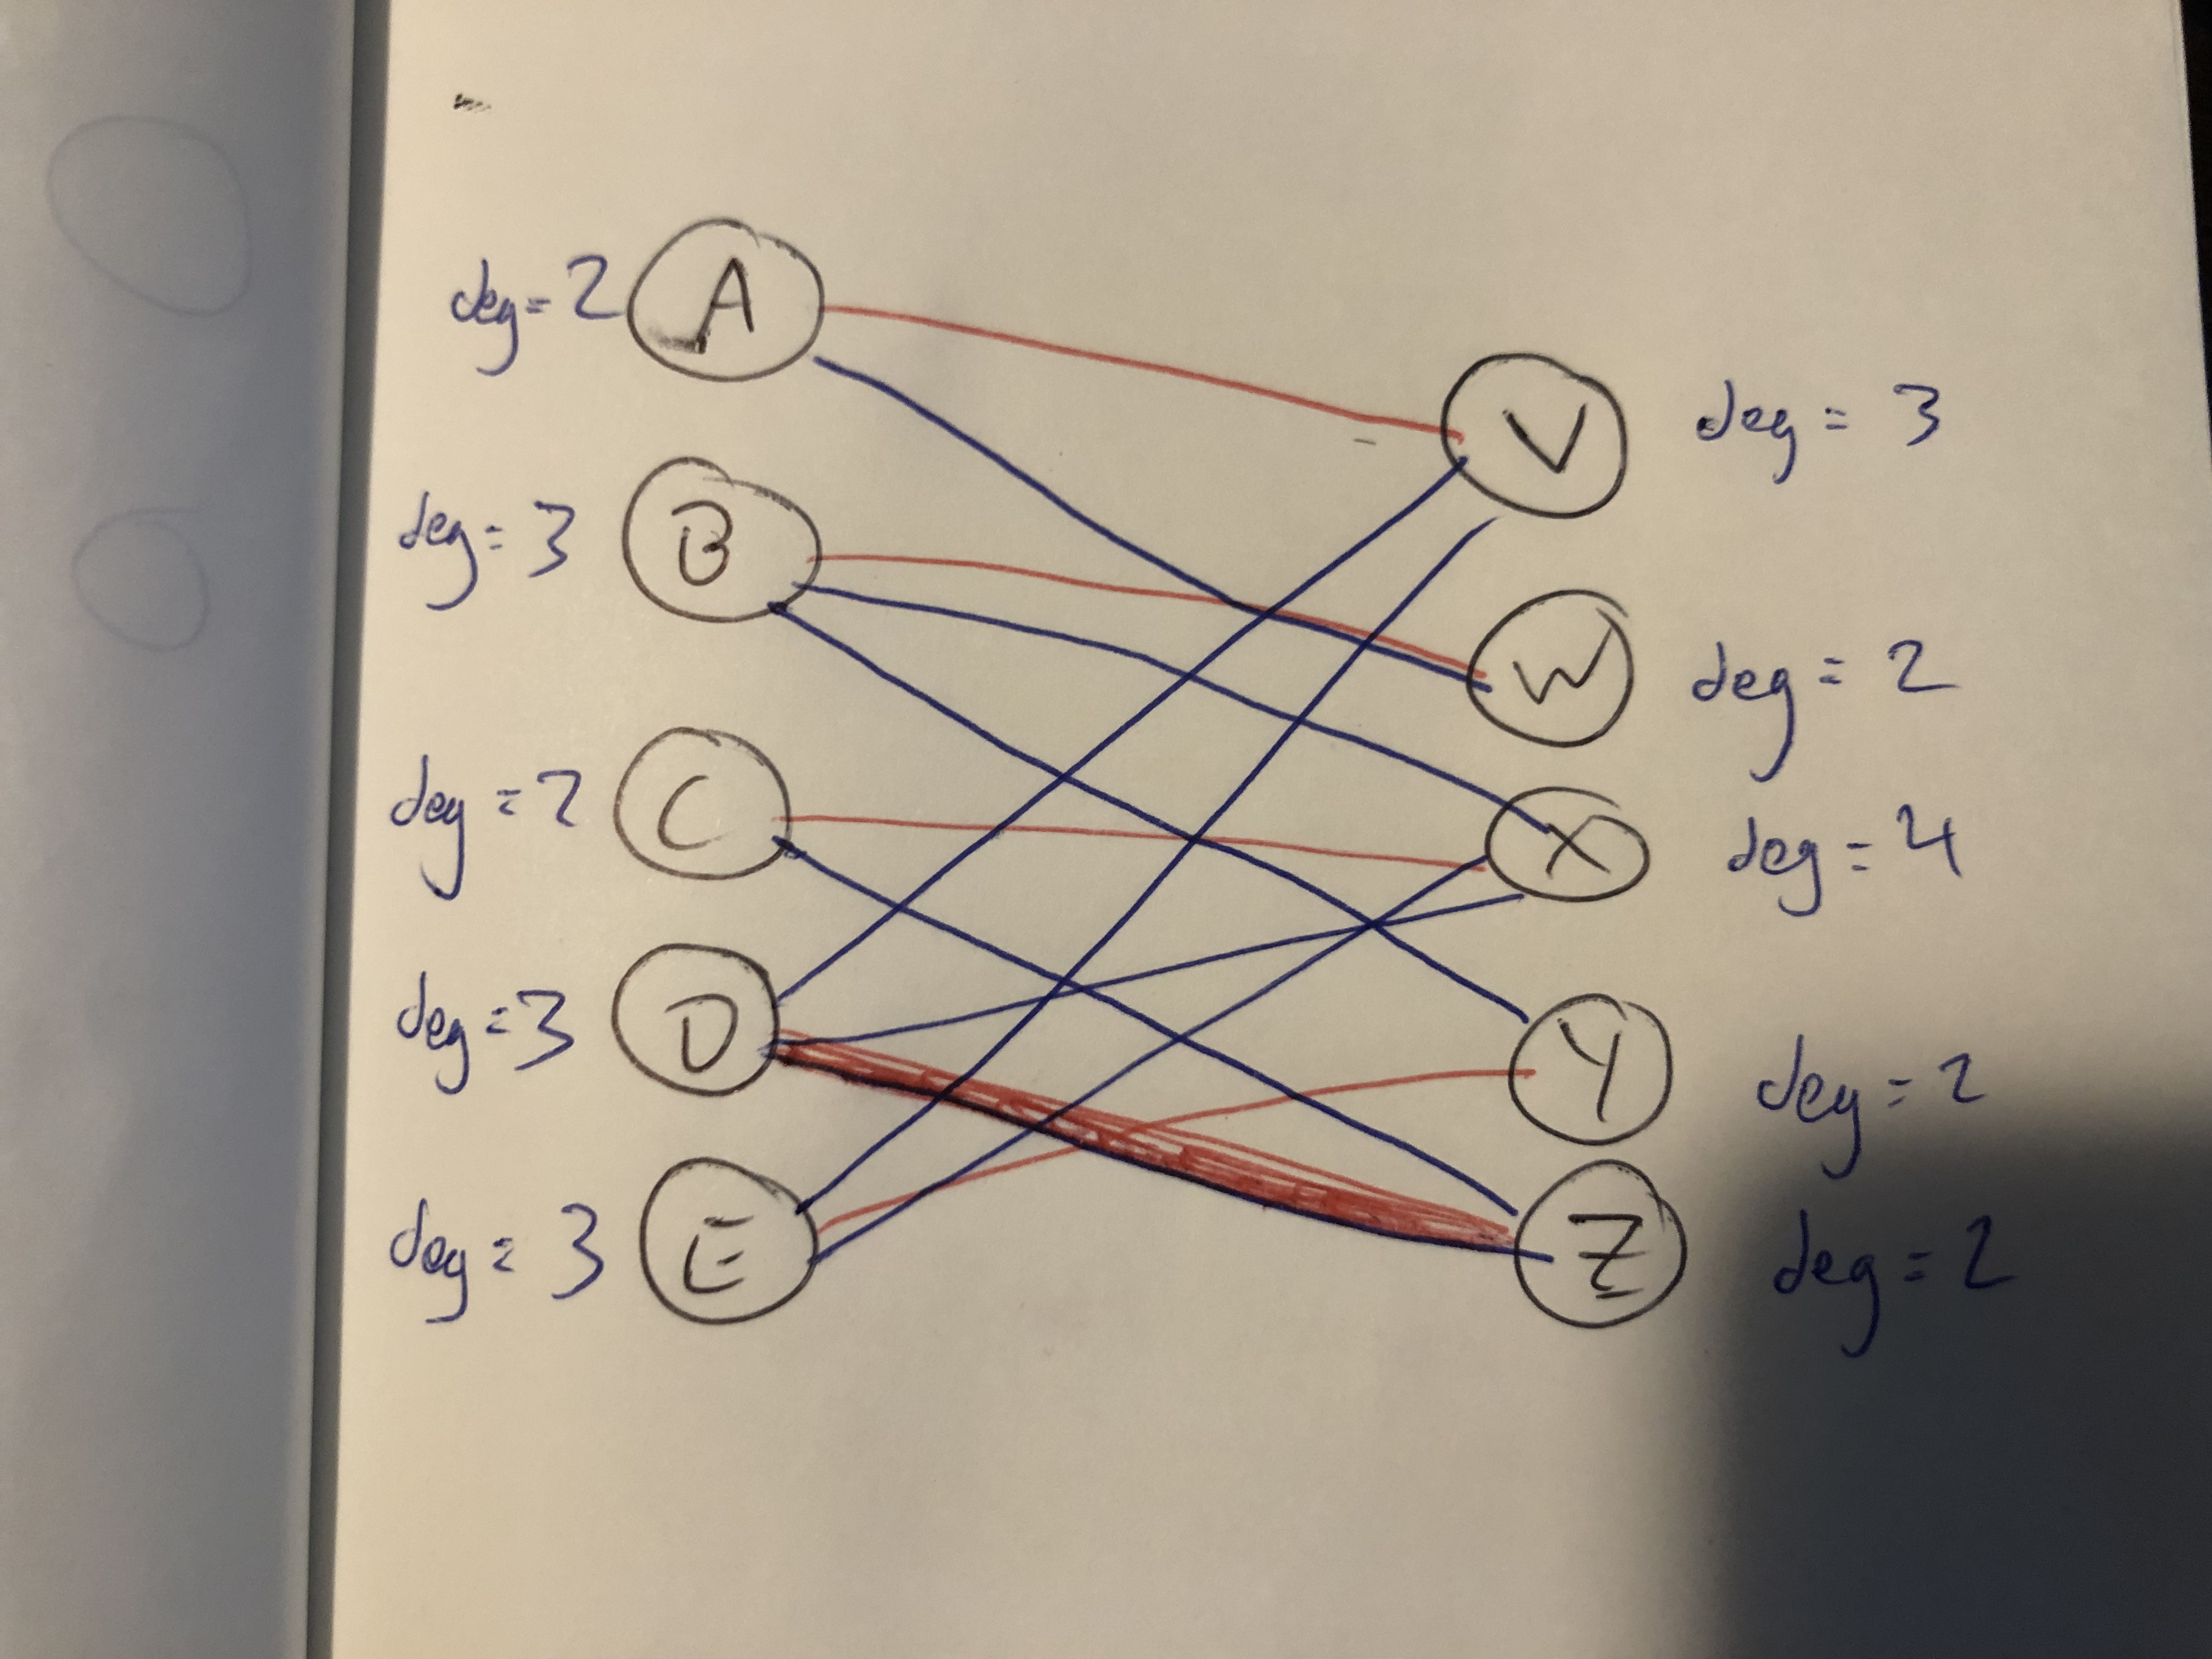 deg = 2 A V deg = 3
deg = 3 B W deg = 2
deg = 2 C X deg = 4
deg = 3 D Y deg = 2
deg = 3 E Z deg = 2